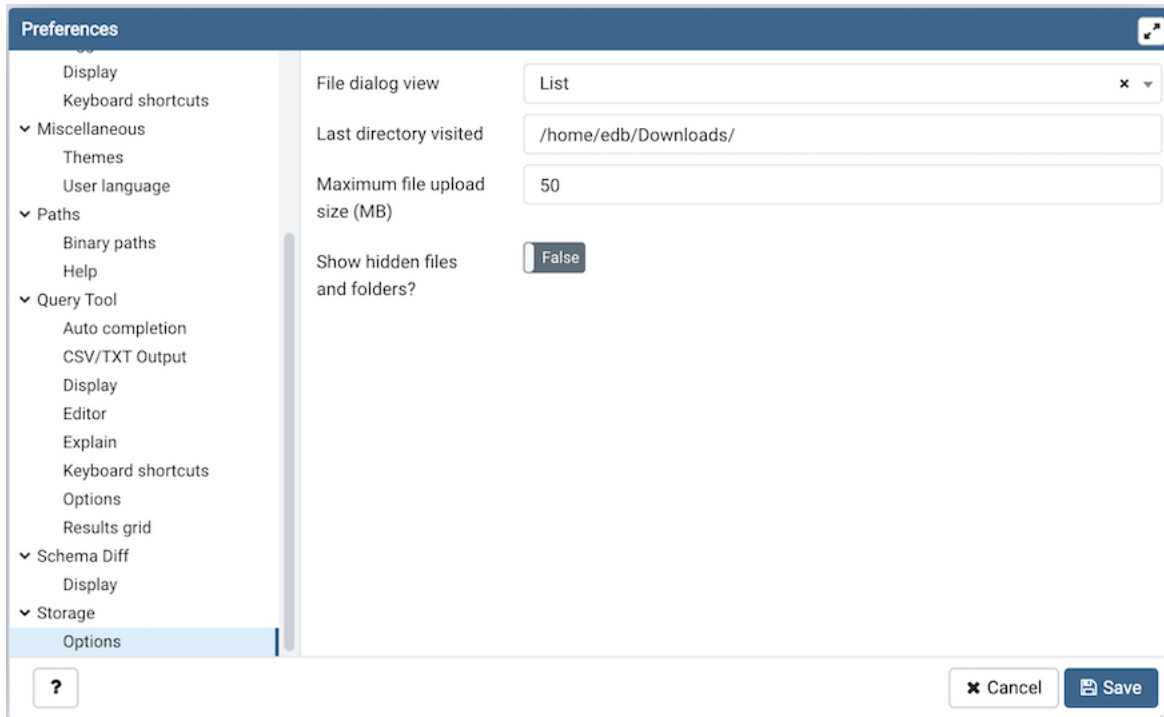 Preferences
Display
Keyboard shortcuts
Miscellaneous
Themes
User language
Paths
Binary paths
Help
Query Tool
Auto completion
CSV/TXT Output
Display
Editor
Explain
Keyboard shortcuts
Options
Results grid
Schema Diff
Display
Storage
Options
File dialog view
List
Last directory visited
/home/edb/Downloads/
Maximum file upload
size (MB)
50
Show hidden files
and folders?
False
?
Cancel
Save